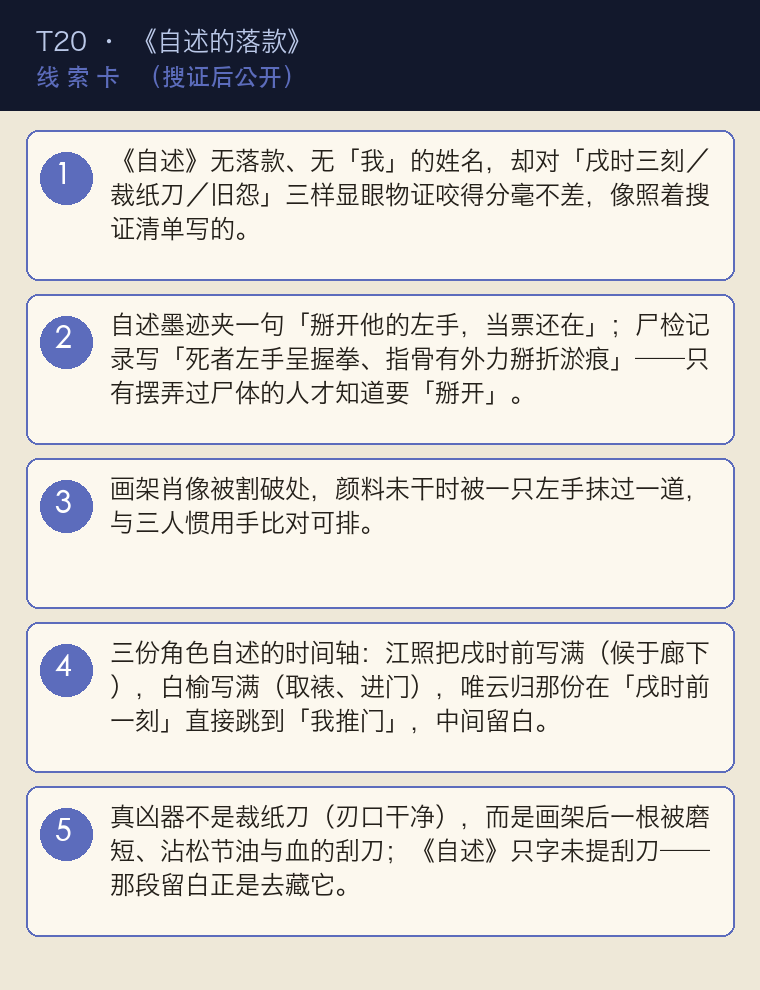 T20 · 《自述的落款》
线索卡 （搜证后公开）
1
《自述》无落款、无「我」的姓名，却对「戌时三刻／
裁纸刀／旧怨」三样显眼物证咬得分毫不差，像照着搜
证清单写的。
2
自述墨迹夹一句「掰开他的左手，当票还在」；尸检记
录写「死者左手呈握拳、指骨有外力掰折淤痕」——只
有摆弄过尸体的人才知道要「掰开」。
3
画架肖像被割破处，颜料未干时被一只左手抹过一道，
与三人惯用手比对可排。
4
三份角色自述的时间轴：江照把戌时前写满（候于廊下
），白榆写满（取裱、进门），唯云归那份在「戌时前
一刻」直接跳到「我推门」，中间留白。
5
真凶器不是裁纸刀（刃口干净），而是画架后一根被磨
短、沾松节油与血的刮刀；《自述》只字未提刮刀——
那段留白正是去藏它。